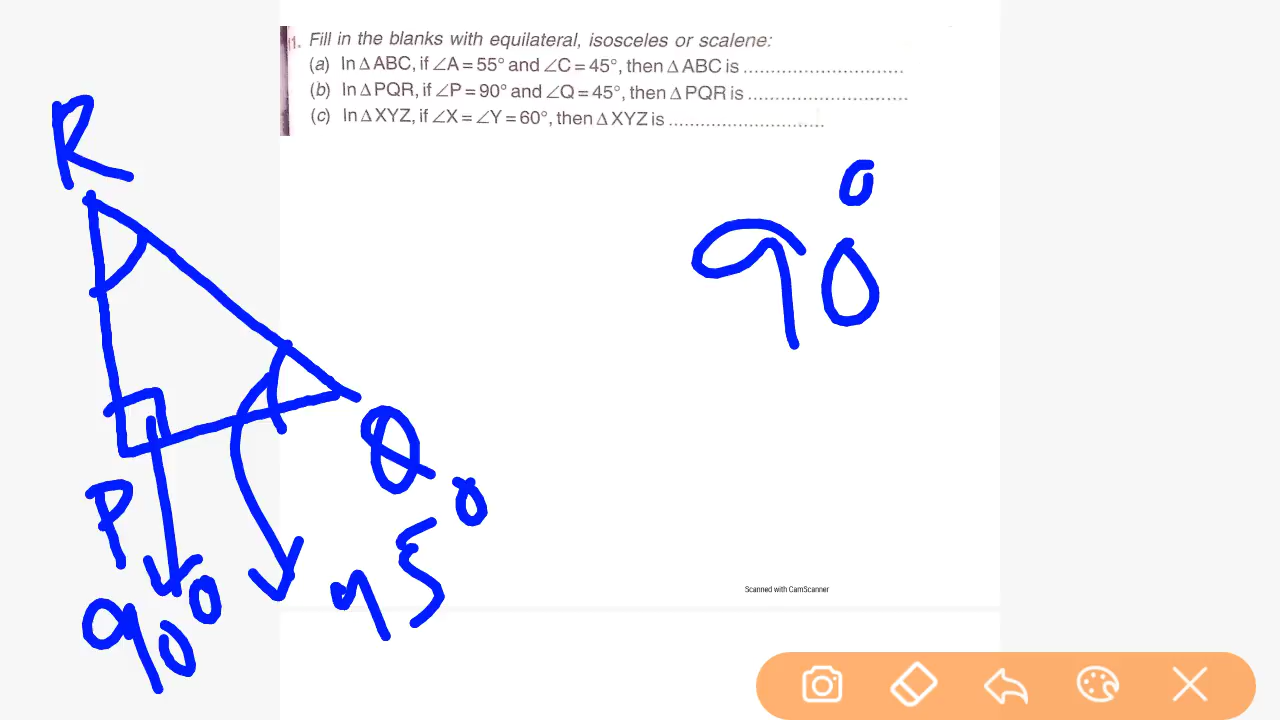 11. Fill in the blanks with equilateral, isosceles or scalene:
(a) In Δ ABC, if ∠A = 55° and ∠C = 45°, then Δ ABC is ..............................
(b) In Δ PQR, if ∠P = 90° and ∠Q = 45°, then Δ PQR is ..............................
(c) In Δ XYZ, if ∠X = ∠Y = 60°, then Δ XYZ is ..............................
R
90°
Q
P
45°
90°
Scanned with CamScanner